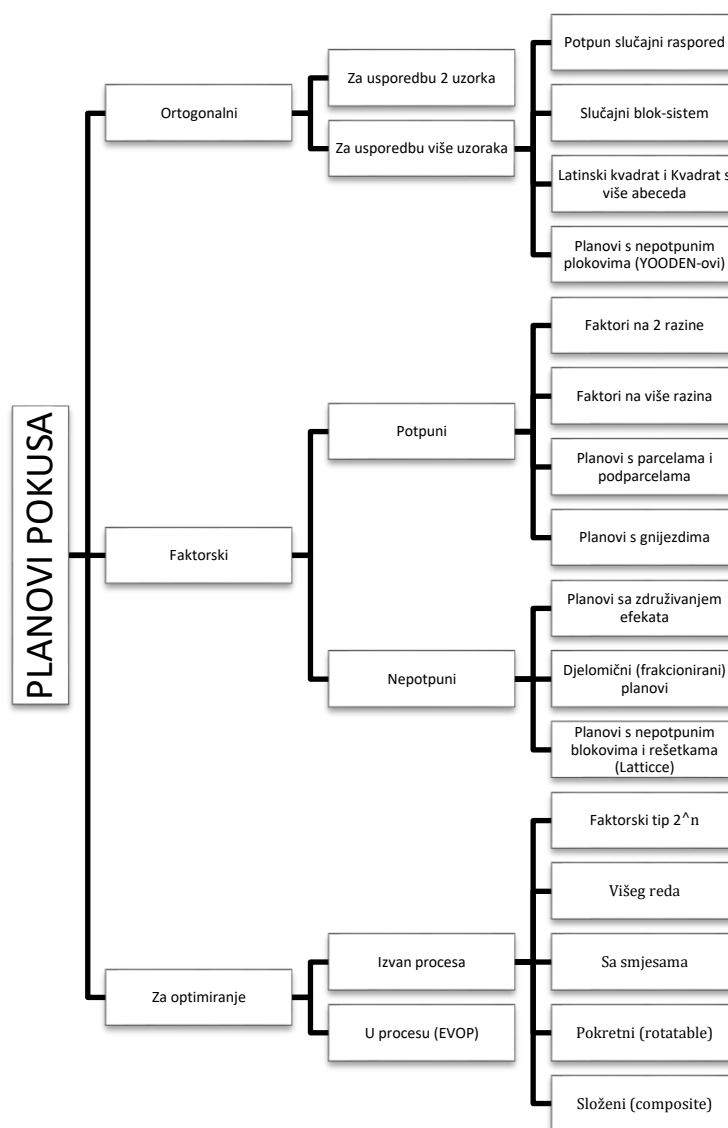 PLANOVI POKUSA
Ortogonalni
Za usporedbu 2 uzorka
Za usporedbu više uzoraka
Potpun slučajni raspored
Slučajni blok-sistem
Latinski kvadrat i Kvadrat s
više abeceda
Planovi s nepotpunim
plokovima (YOODEN-ovi)
Faktorski
Potpuni
Faktori na 2 razine
Faktori na više razina
Planovi s parcelama i
podparcelama
Planovi s gnijezdima
Nepotpuni
Planovi sa združivanjem
efekata
Djelomični (frakcionirani)
planovi
Planovi s nepotpunim
blokovima i rešetkama
(Latticce)
Za optimiranje
Izvan procesa
Faktorski tip 2^n
Višeg reda
Sa smjesama
Pokretni (rotatable)
Složeni (composite)
U procesu (EVOP)